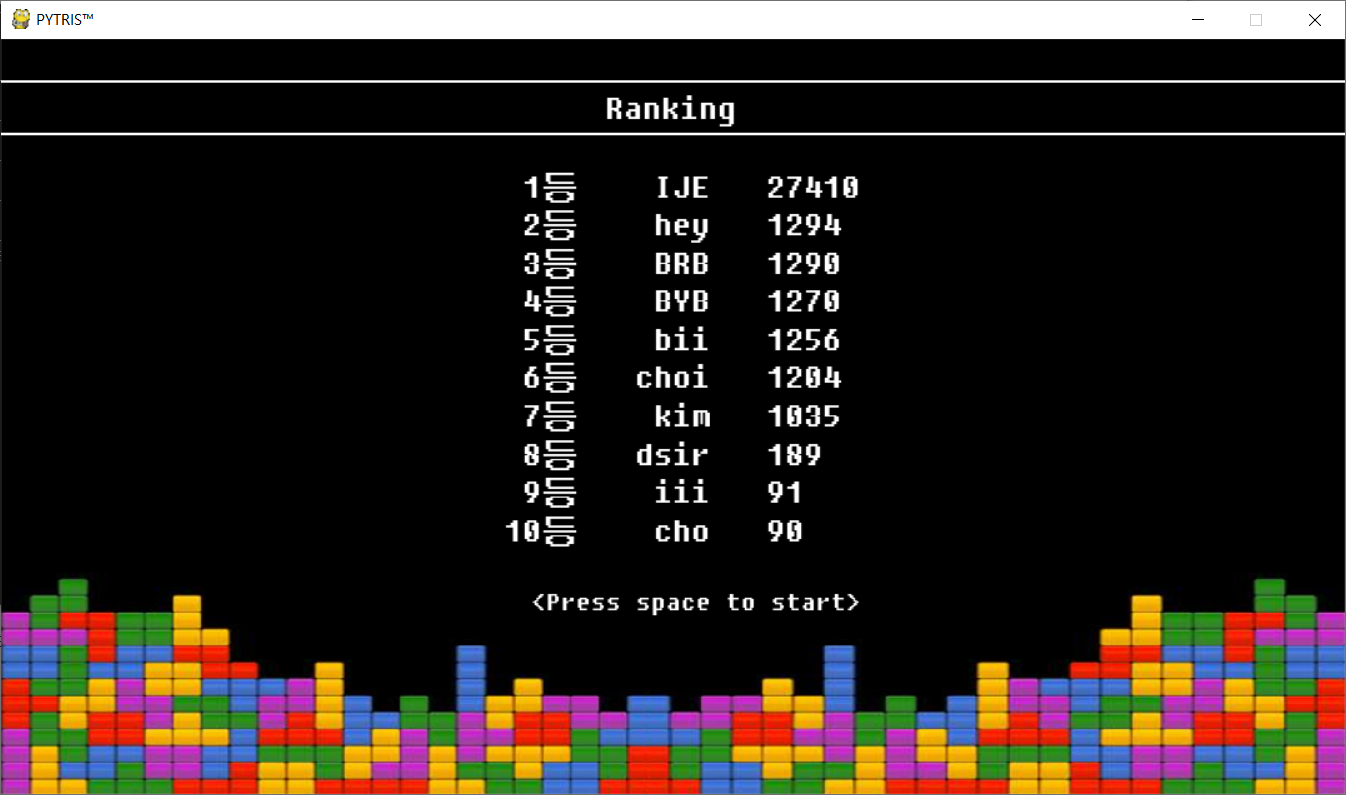 PYTRIS™
Ranking
1등 IJE 27410
2등 hey 1294
3등 BRB 1290
4등 BYB 1270
5등 bii 1256
6등 choi 1204
7등 kim 1035
8등 dsir 189
9등 iii 91
10등 cho 90
<Press space to start>